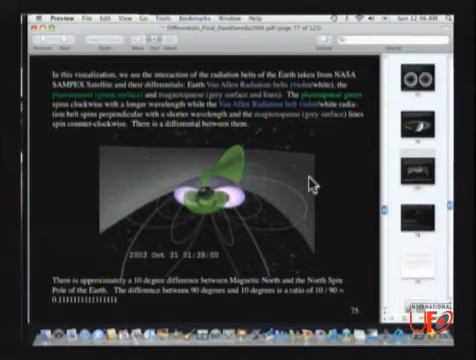 Preview File Edit View Go Tools Bookmarks Window Help
Sun 12:46 AM
Differentials_Final_DavidSereda2008.pdf (page 77 of 125)
In this visualization, we see the interaction of the radiation belts of the Earth taken from NASA
SAMPEX Satellite and their differentials: Earth Van Allen Radiation belts (violet/white), the
plasmapause (green surface) and magnetopause (grey surface and lines). The plasmapause green
spins clockwise with a longer wavelength while the Van Allen Radiation belt violet/white radia-
tion belt spins perpendicular with a shorter wavelength and the magnetopause (grey surface) lines
spin counter-clockwise. There is a differential between them.
2003 Oct 31 01:38:00
There is approximately a 10 degree difference between Magnetic North and the North Spin
Pole of the Earth. The difference between 90 degrees and 10 degrees is a ratio of 10 / 90 =
75.
INTERNATIONAL
UFO